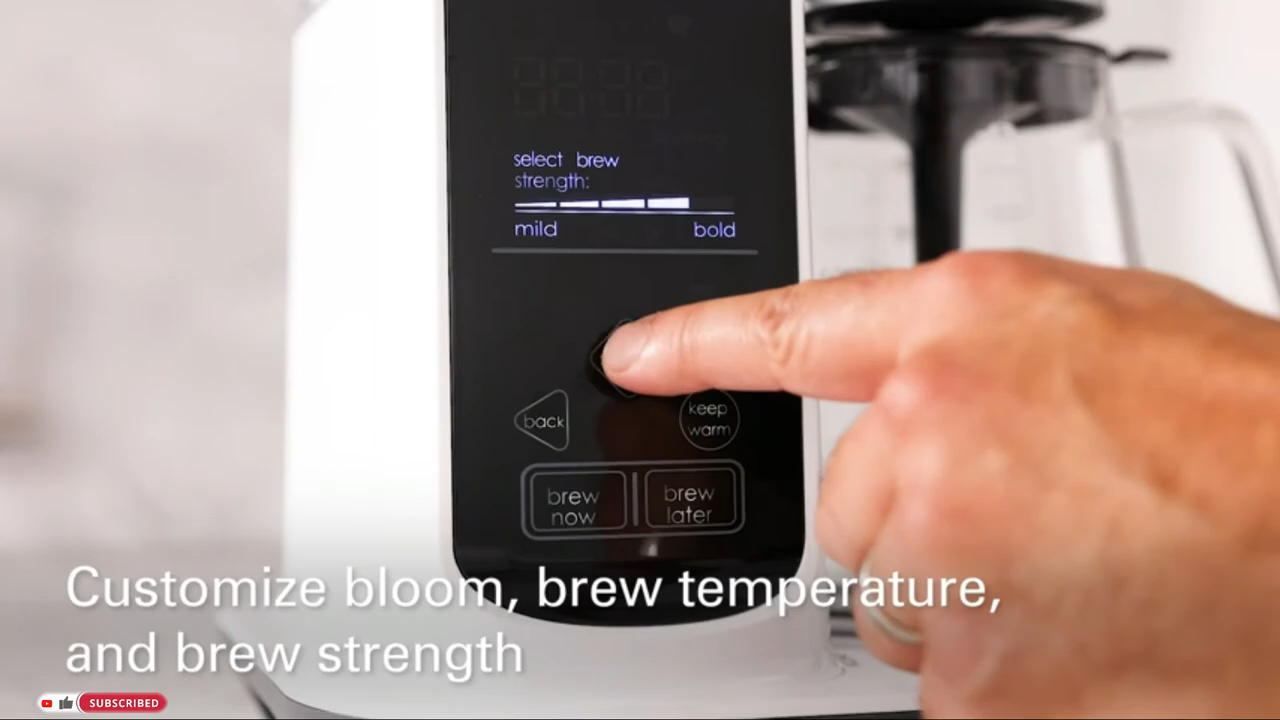 select brew
strength:
mild bold
back
keep
warm
brew
now
brew
later
Customize bloom, brew temperature,
and brew strength
SUBSCRIBED